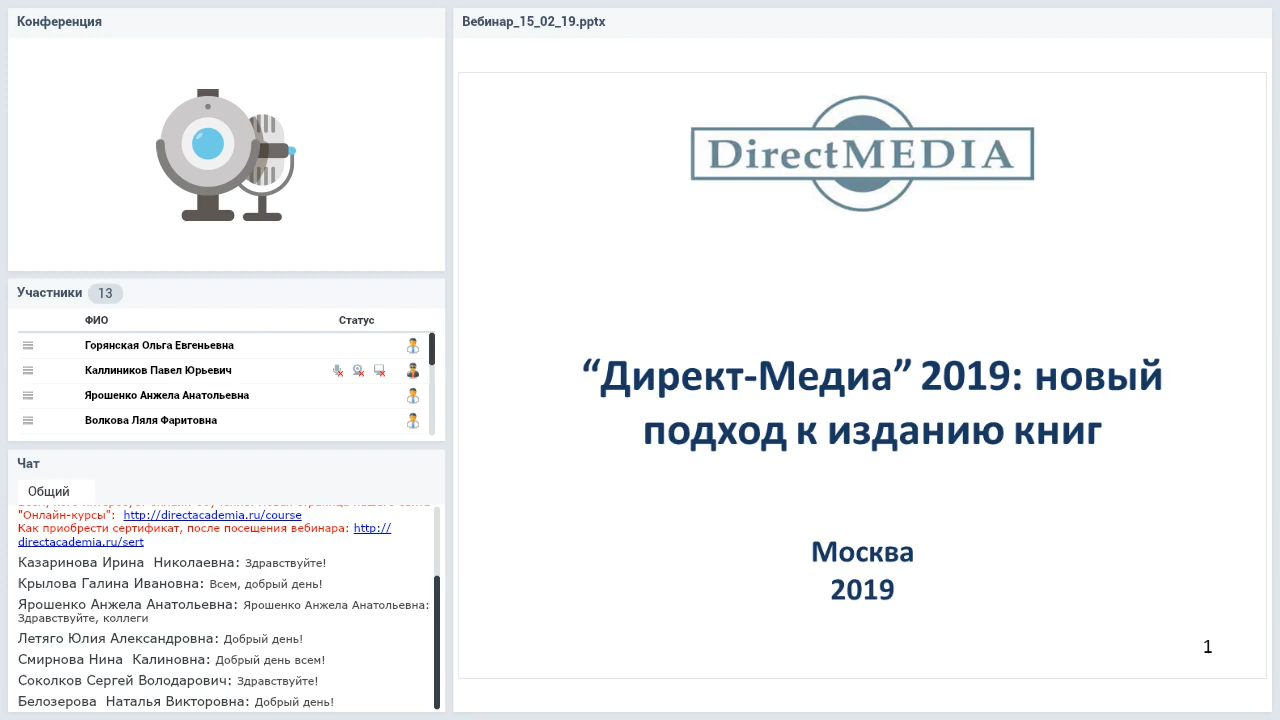 Конференция
Участники 13
ФИО Статус
Горянская Ольга Евгеньевна
Каллиников Павел Юрьевич
Ярошенко Анжела Анатольевна
Волкова Ляля Фаритовна
Чат
Общий
"Онлайн-курсы": http://directacademia.ru/course
Как приобрести сертификат, после посещения вебинара: http://
directacademia.ru/sert
Казаринова Ирина Николаевна: Здравствуйте!
Крылова Галина Ивановна: Всем, добрый день!
Ярошенко Анжела Анатольевна: Ярошенко Анжела Анатольевна:
Здравствуйте, коллеги
Летяго Юлия Александровна: Добрый день!
Смирнова Нина Калиновна: Добрый день всем!
Соколков Сергей Володарович: Здравствуйте!
Белозерова Наталья Викторовна: Добрый день!
Вебинар_15_02_19.pptx
DirectMEDIA
“Директ-Медиа” 2019: новый
подход к изданию книг
Москва
2019
1